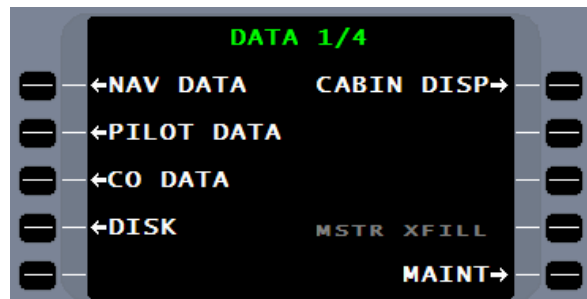 DATA 1/4
←NAV DATA CABIN DISP→
←PILOT DATA
←CO DATA
←DISK MSTR XFILL
MAINT→